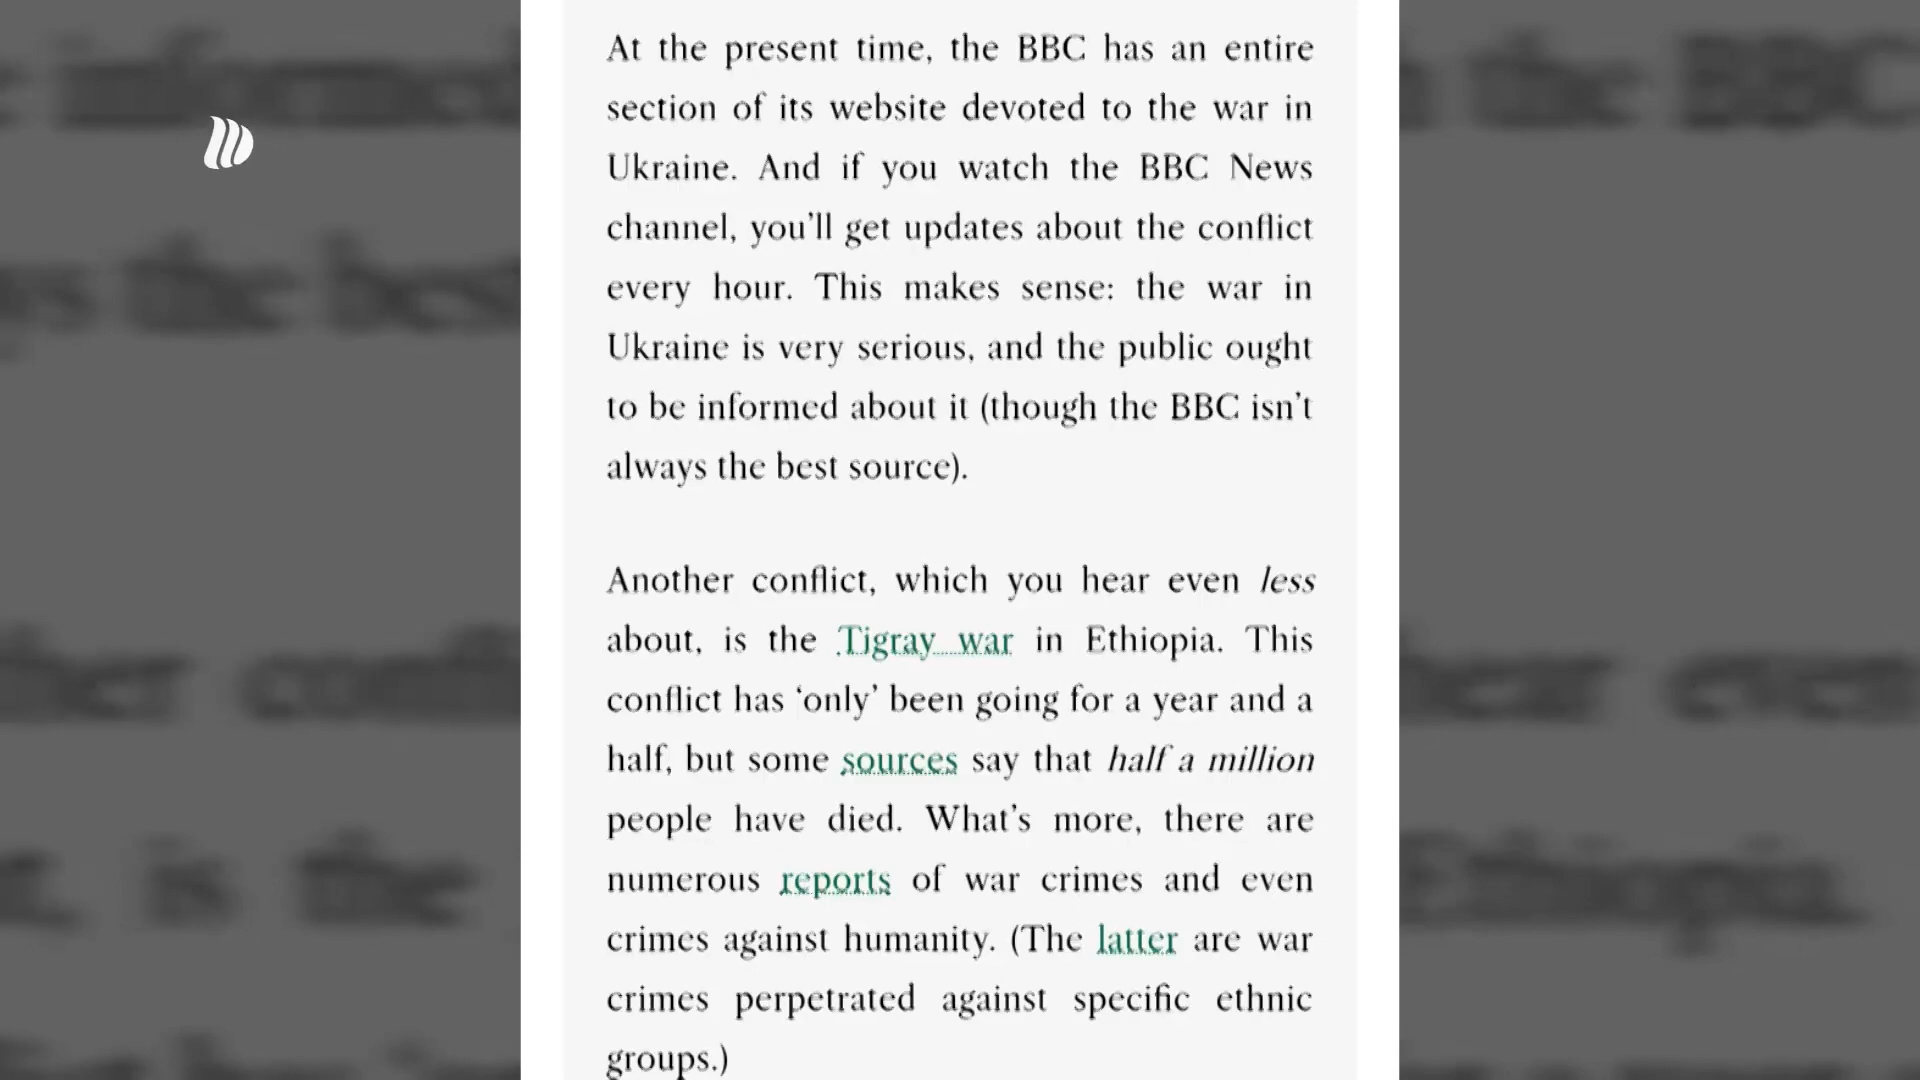 At the present time, the BBC has an entire
section of its website devoted to the war in
Ukraine. And if you watch the BBC News
channel, you'll get updates about the conflict
every hour. This makes sense: the war in
Ukraine is very serious, and the public ought
to be informed about it (though the BBC isn't
always the best source).
Another conflict, which you hear even less
about, is the Tigray war in Ethiopia. This
conflict has ‘only’ been going for a year and a
half, but some sources say that half a million
people have died. What's more, there are
numerous reports of war crimes and even
crimes against humanity. (The latter are war
crimes perpetrated against specific ethnic
groups.)